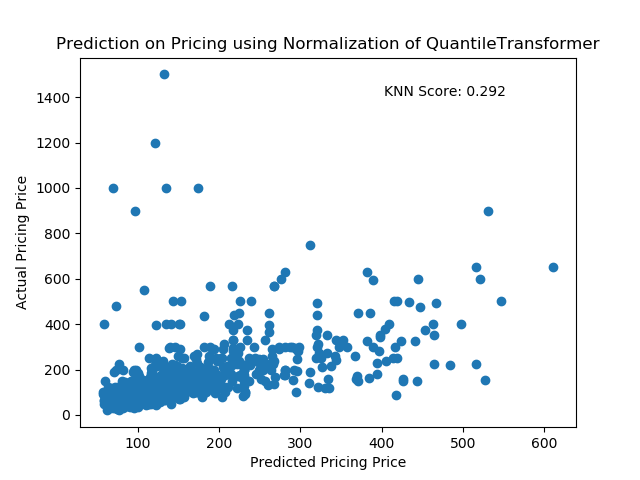 Prediction on Pricing using Normalization of QuantileTransformer
KNN Score: 0.292
1400
1200
1000
800
600
400
200
0
Actual Pricing Price
100 200 300 400 500 600
Predicted Pricing Price